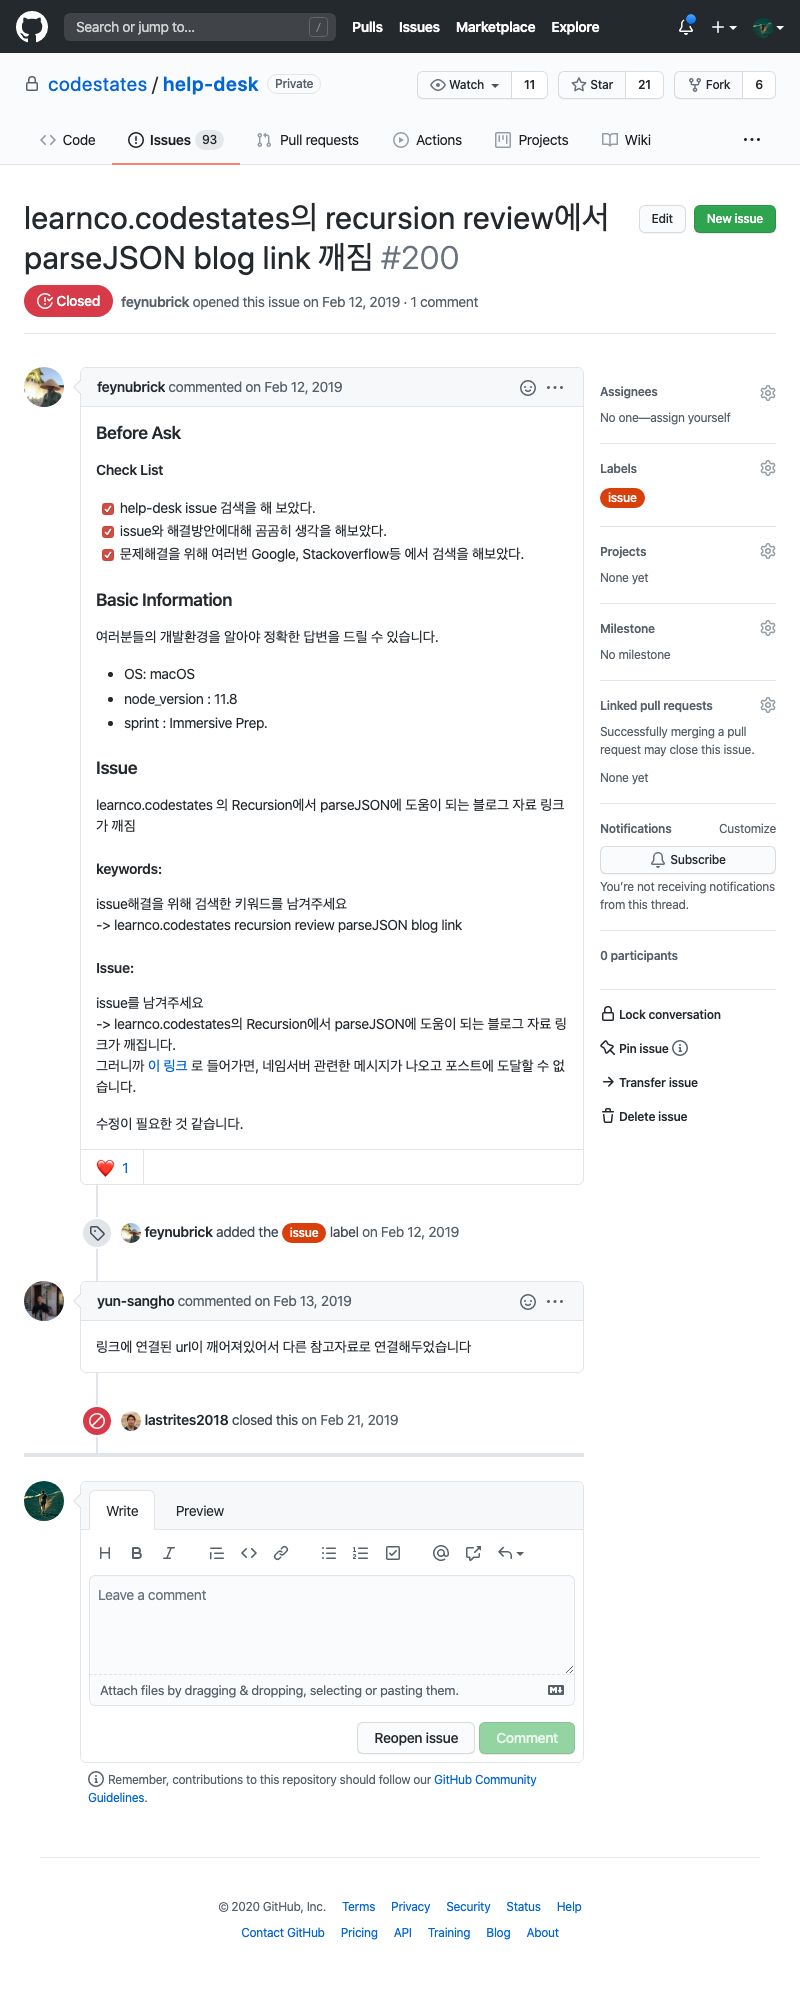 Search or jump to...
/
Pulls Issues Marketplace Explore
codestates / help-desk Private
Watch 11 Star 21 Fork 6
Code Issues 93 Pull requests Actions Projects Wiki
learnco.codestates의 recursion review에서
parseJSON blog link 깨짐 #200
Edit New issue
Closed feynubrick opened this issue on Feb 12, 2019 · 1 comment
feynubrick commented on Feb 12, 2019
Before Ask
Check List
help-desk issue 검색을 해 보았다.
issue와 해결방안에대해 곰곰히 생각을 해보았다.
문제해결을 위해 여러번 Google, Stackoverflow등 에서 검색을 해보았다.
Basic Information
여러분들의 개발환경을 알아야 정확한 답변을 드릴 수 있습니다.
• OS: macOS
• node_version : 11.8
• sprint : Immersive Prep.
Issue
learnco.codestates 의 Recursion에서 parseJSON에 도움이 되는 블로그 자료 링크
가 깨짐
keywords:
issue해결을 위해 검색한 키워드를 남겨주세요
-> learnco.codestates recursion review parseJSON blog link
Issue:
issue를 남겨주세요
-> learnco.codestates의 Recursion에서 parseJSON에 도움이 되는 블로그 자료 링
크가 깨집니다.
그러니까 이 링크 로 들어가면, 네임서버 관련한 메시지가 나오고 포스트에 도달할 수 없
습니다.
수정이 필요한 것 같습니다.
❤️ 1
feynubrick added the issue label on Feb 12, 2019
yun-sangho commented on Feb 13, 2019
링크에 연결된 url이 깨어져있어서 다른 참고자료로 연결해두었습니다
lastrites2018 closed this on Feb 21, 2019
Write Preview
Leave a comment
Attach files by dragging & dropping, selecting or pasting them.
Reopen issue Comment
Remember, contributions to this repository should follow our GitHub Community
Guidelines.
Assignees
No one—assign yourself
Labels
issue
Projects
None yet
Milestone
No milestone
Linked pull requests
Successfully merging a pull
request may close this issue.
None yet
Notifications Customize
Subscribe
You're not receiving notifications
from this thread.
0 participants
Lock conversation
Pin issue
Transfer issue
Delete issue
© 2020 GitHub, Inc. Terms Privacy Security Status Help
Contact GitHub Pricing API Training Blog About